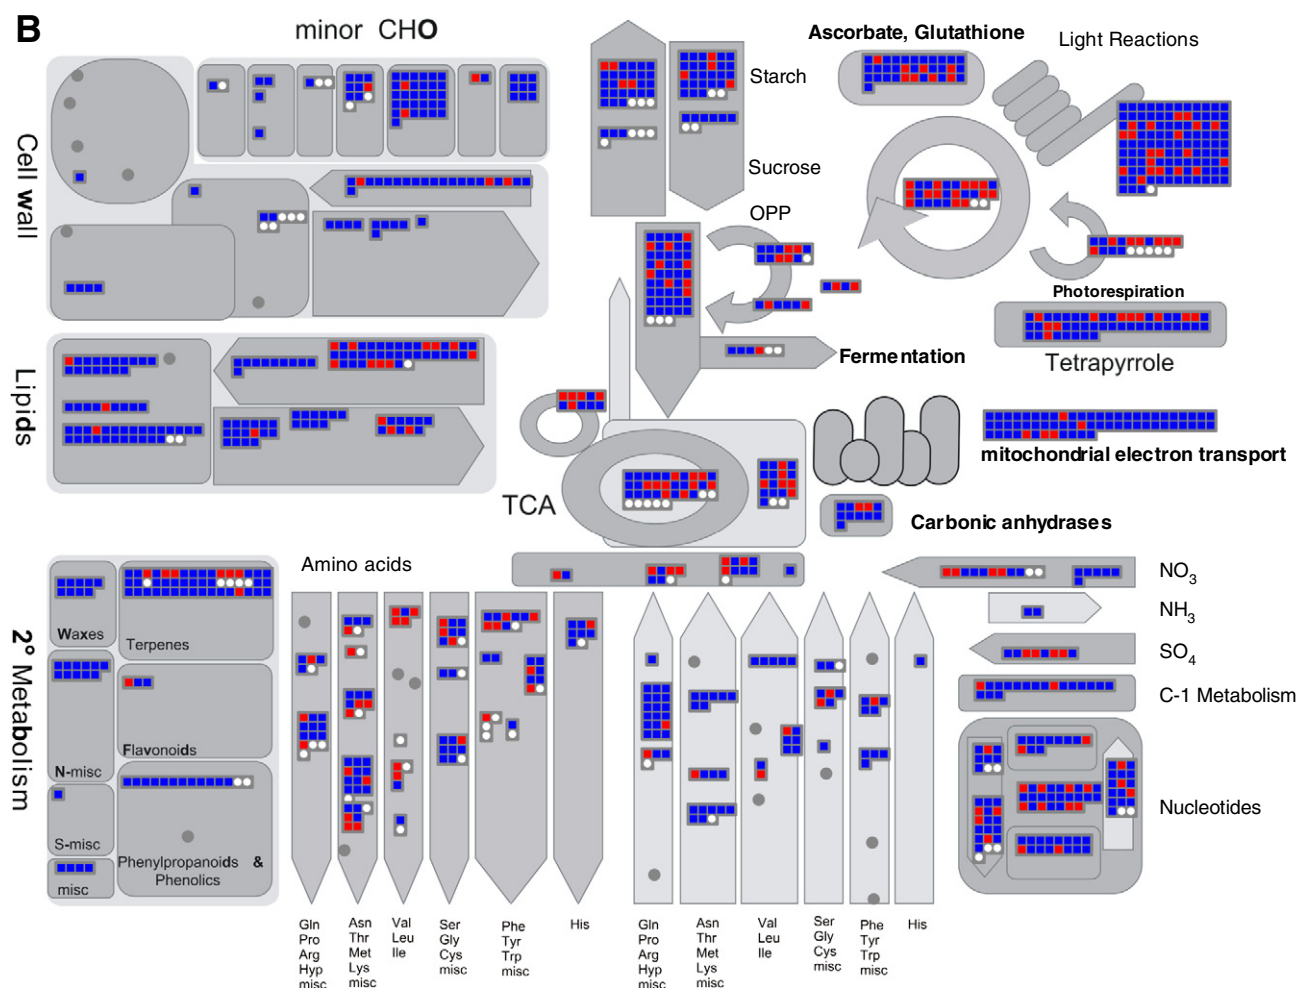 B
minor CHO
Cell wall
Lipids
2° Metabolism
Starch
Sucrose
OPP
Ascorbate, Glutathione
Light Reactions
Photorespiration
Tetrapyrrole
Fermentation
mitochondrial electron transport
TCA
Carbonic anhydrases
Amino acids
Waxes
Terpenes
N-misc
Flavonoids
S-misc
misc
Phenylpropanoids &
Phenolics
NO3
NH3
SO4
C-1 Metabolism
Nucleotides
Gln
Pro
Arg
Hyp
misc
Asn
Thr
Met
Lys
misc
Val
Leu
Ile
Ser
Gly
Cys
misc
Phe
Tyr
Trp
misc
His
Gln
Pro
Arg
Hyp
misc
Asn
Thr
Met
Lys
misc
Val
Leu
Ile
Ser
Gly
Cys
misc
Phe
Tyr
Trp
misc
His